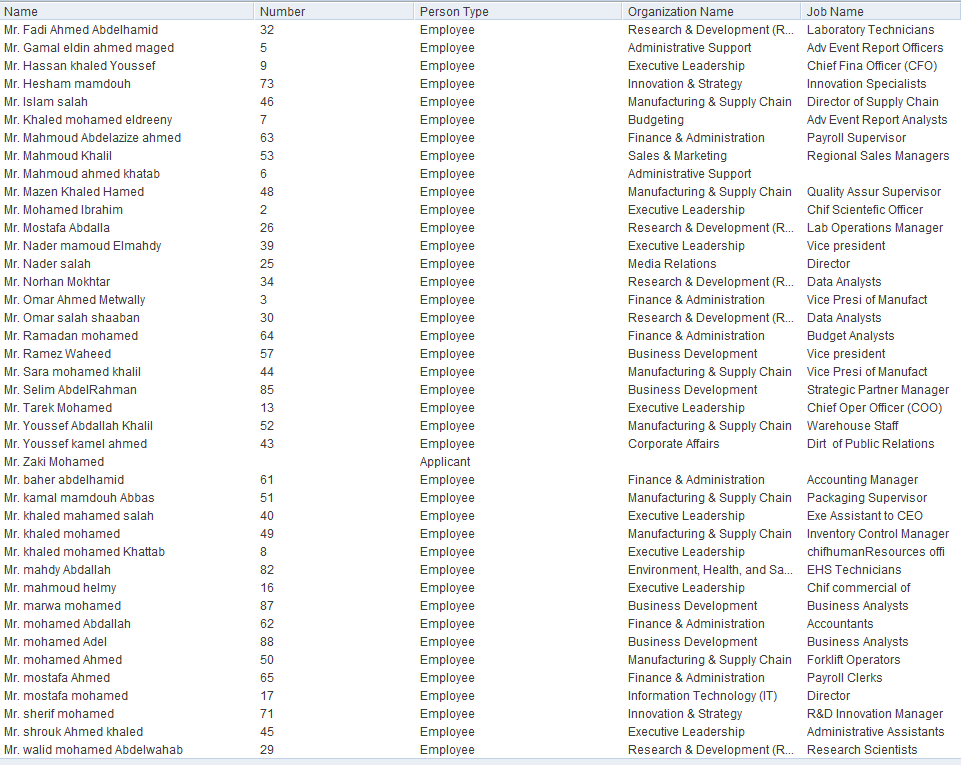 Name Number Person Type Organization Name Job Name
Mr. Fadi Ahmed Abdelhamid 32 Employee Research & Development (R... Laboratory Technicians
Mr. Gamal eldin ahmed maged 5 Employee Administrative Support Adv Event Report Officers
Mr. Hassan khaled Youssef 9 Employee Executive Leadership Chief Fina Officer (CFO)
Mr. Hesham mamdouh 73 Employee Innovation & Strategy Innovation Specialists
Mr. Islam salah 46 Employee Manufacturing & Supply Chain Director of Supply Chain
Mr. Khaled mohamed eldreeny 7 Employee Budgeting Adv Event Report Analysts
Mr. Mahmoud Abdelazize ahmed 63 Employee Finance & Administration Payroll Supervisor
Mr. Mahmoud Khalil 53 Employee Sales & Marketing Regional Sales Managers
Mr. Mahmoud ahmed khatab 6 Employee Administrative Support
Mr. Mazen Khaled Hamed 48 Employee Manufacturing & Supply Chain Quality Assur Supervisor
Mr. Mohamed Ibrahim 2 Employee Executive Leadership Chif Scientefic Officer
Mr. Mostafa Abdalla 26 Employee Research & Development (R... Lab Operations Manager
Mr. Nader mamoud Elmahdy 39 Employee Executive Leadership Vice president
Mr. Nader salah 25 Employee Media Relations Director
Mr. Norhan Mokhtar 34 Employee Research & Development (R... Data Analysts
Mr. Omar Ahmed Metwally 3 Employee Finance & Administration Vice Presi of Manufact
Mr. Omar salah shaaban 30 Employee Research & Development (R... Data Analysts
Mr. Ramadan mohamed 64 Employee Finance & Administration Budget Analysts
Mr. Ramez Waheed 57 Employee Business Development Vice president
Mr. Sara mohamed khalil 44 Employee Manufacturing & Supply Chain Vice Presi of Manufact
Mr. Selim AbdelRahman 85 Employee Business Development Strategic Partner Manager
Mr. Tarek Mohamed 13 Employee Executive Leadership Chief Oper Officer (COO)
Mr. Youssef Abdallah Khalil 52 Employee Manufacturing & Supply Chain Warehouse Staff
Mr. Youssef kamel ahmed 43 Employee Corporate Affairs Dirt of Public Relations
Mr. Zaki Mohamed Applicant
Mr. baher abdelhamid 61 Employee Finance & Administration Accounting Manager
Mr. kamal mamdouh Abbas 51 Employee Manufacturing & Supply Chain Packaging Supervisor
Mr. khaled mahamed salah 40 Employee Executive Leadership Exe Assistant to CEO
Mr. khaled mohamed 49 Employee Manufacturing & Supply Chain Inventory Control Manager
Mr. khaled mohamed Khattab 8 Employee Executive Leadership chifhumanResources offi
Mr. mahdy Abdallah 82 Employee Environment, Health, and Sa... EHS Technicians
Mr. mahmoud helmy 16 Employee Executive Leadership Chif commercial of
Mr. marwa mohamed 87 Employee Business Development Business Analysts
Mr. mohamed Abdallah 62 Employee Finance & Administration Accountants
Mr. mohamed Adel 88 Employee Business Development Business Analysts
Mr. mohamed Ahmed 50 Employee Manufacturing & Supply Chain Forklift Operators
Mr. mostafa Ahmed 65 Employee Finance & Administration Payroll Clerks
Mr. mostafa mohamed 17 Employee Information Technology (IT) Director
Mr. sherif mohamed 71 Employee Innovation & Strategy R&D Innovation Manager
Mr. shrouk Ahmed khaled 45 Employee Executive Leadership Administrative Assistants
Mr. walid mohamed Abdelwahab 29 Employee Research & Development (R... Research Scientists